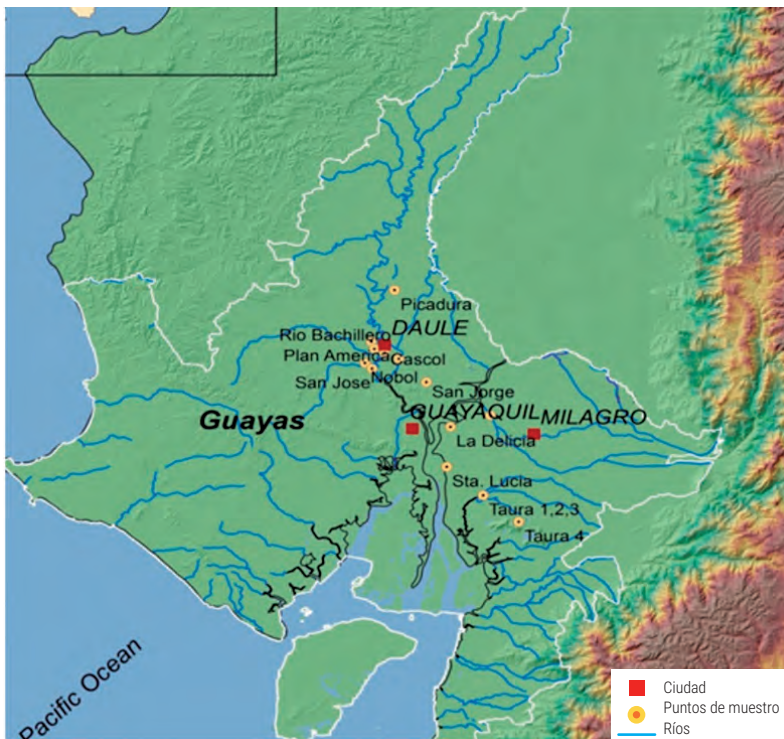 Picadura
Rio Bachillero
DAULE
Plan America
Cascol
San Jose
Nobol
San Jorge
Guayas
GUAYAQUIL
MILAGRO
La Delicia
Sta. Lucia
Taura 1,2,3
Taura 4
Pacific Ocean
Ciudad
Puntos de muestro
Ríos